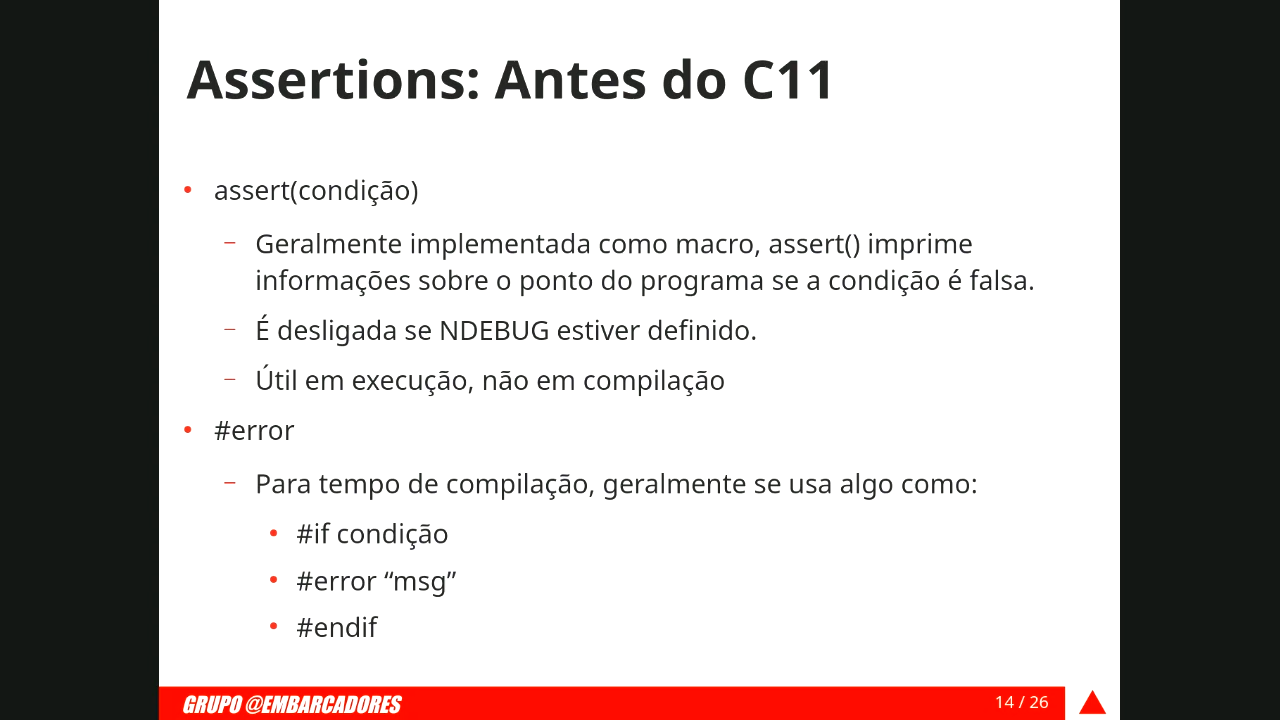 Assertions: Antes do C11
• assert(condição)
– Geralmente implementada como macro, assert() imprime
informações sobre o ponto do programa se a condição é falsa.
– É desligada se NDEBUG estiver definido.
– Útil em execução, não em compilação
• #error
– Para tempo de compilação, geralmente se usa algo como:
• #if condição
• #error “msg”
• #endif
GRUPO @EMBARCADORES
14 / 26